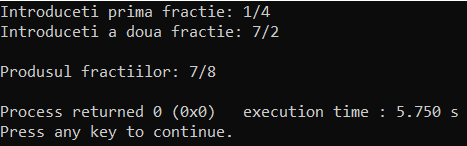 Introduceti prima fractie: 1/4
Introduceti a doua fractie: 7/2
Produsul fractiilor: 7/8
Process returned 0 (0x0)   execution time : 5.750 s
Press any key to continue.